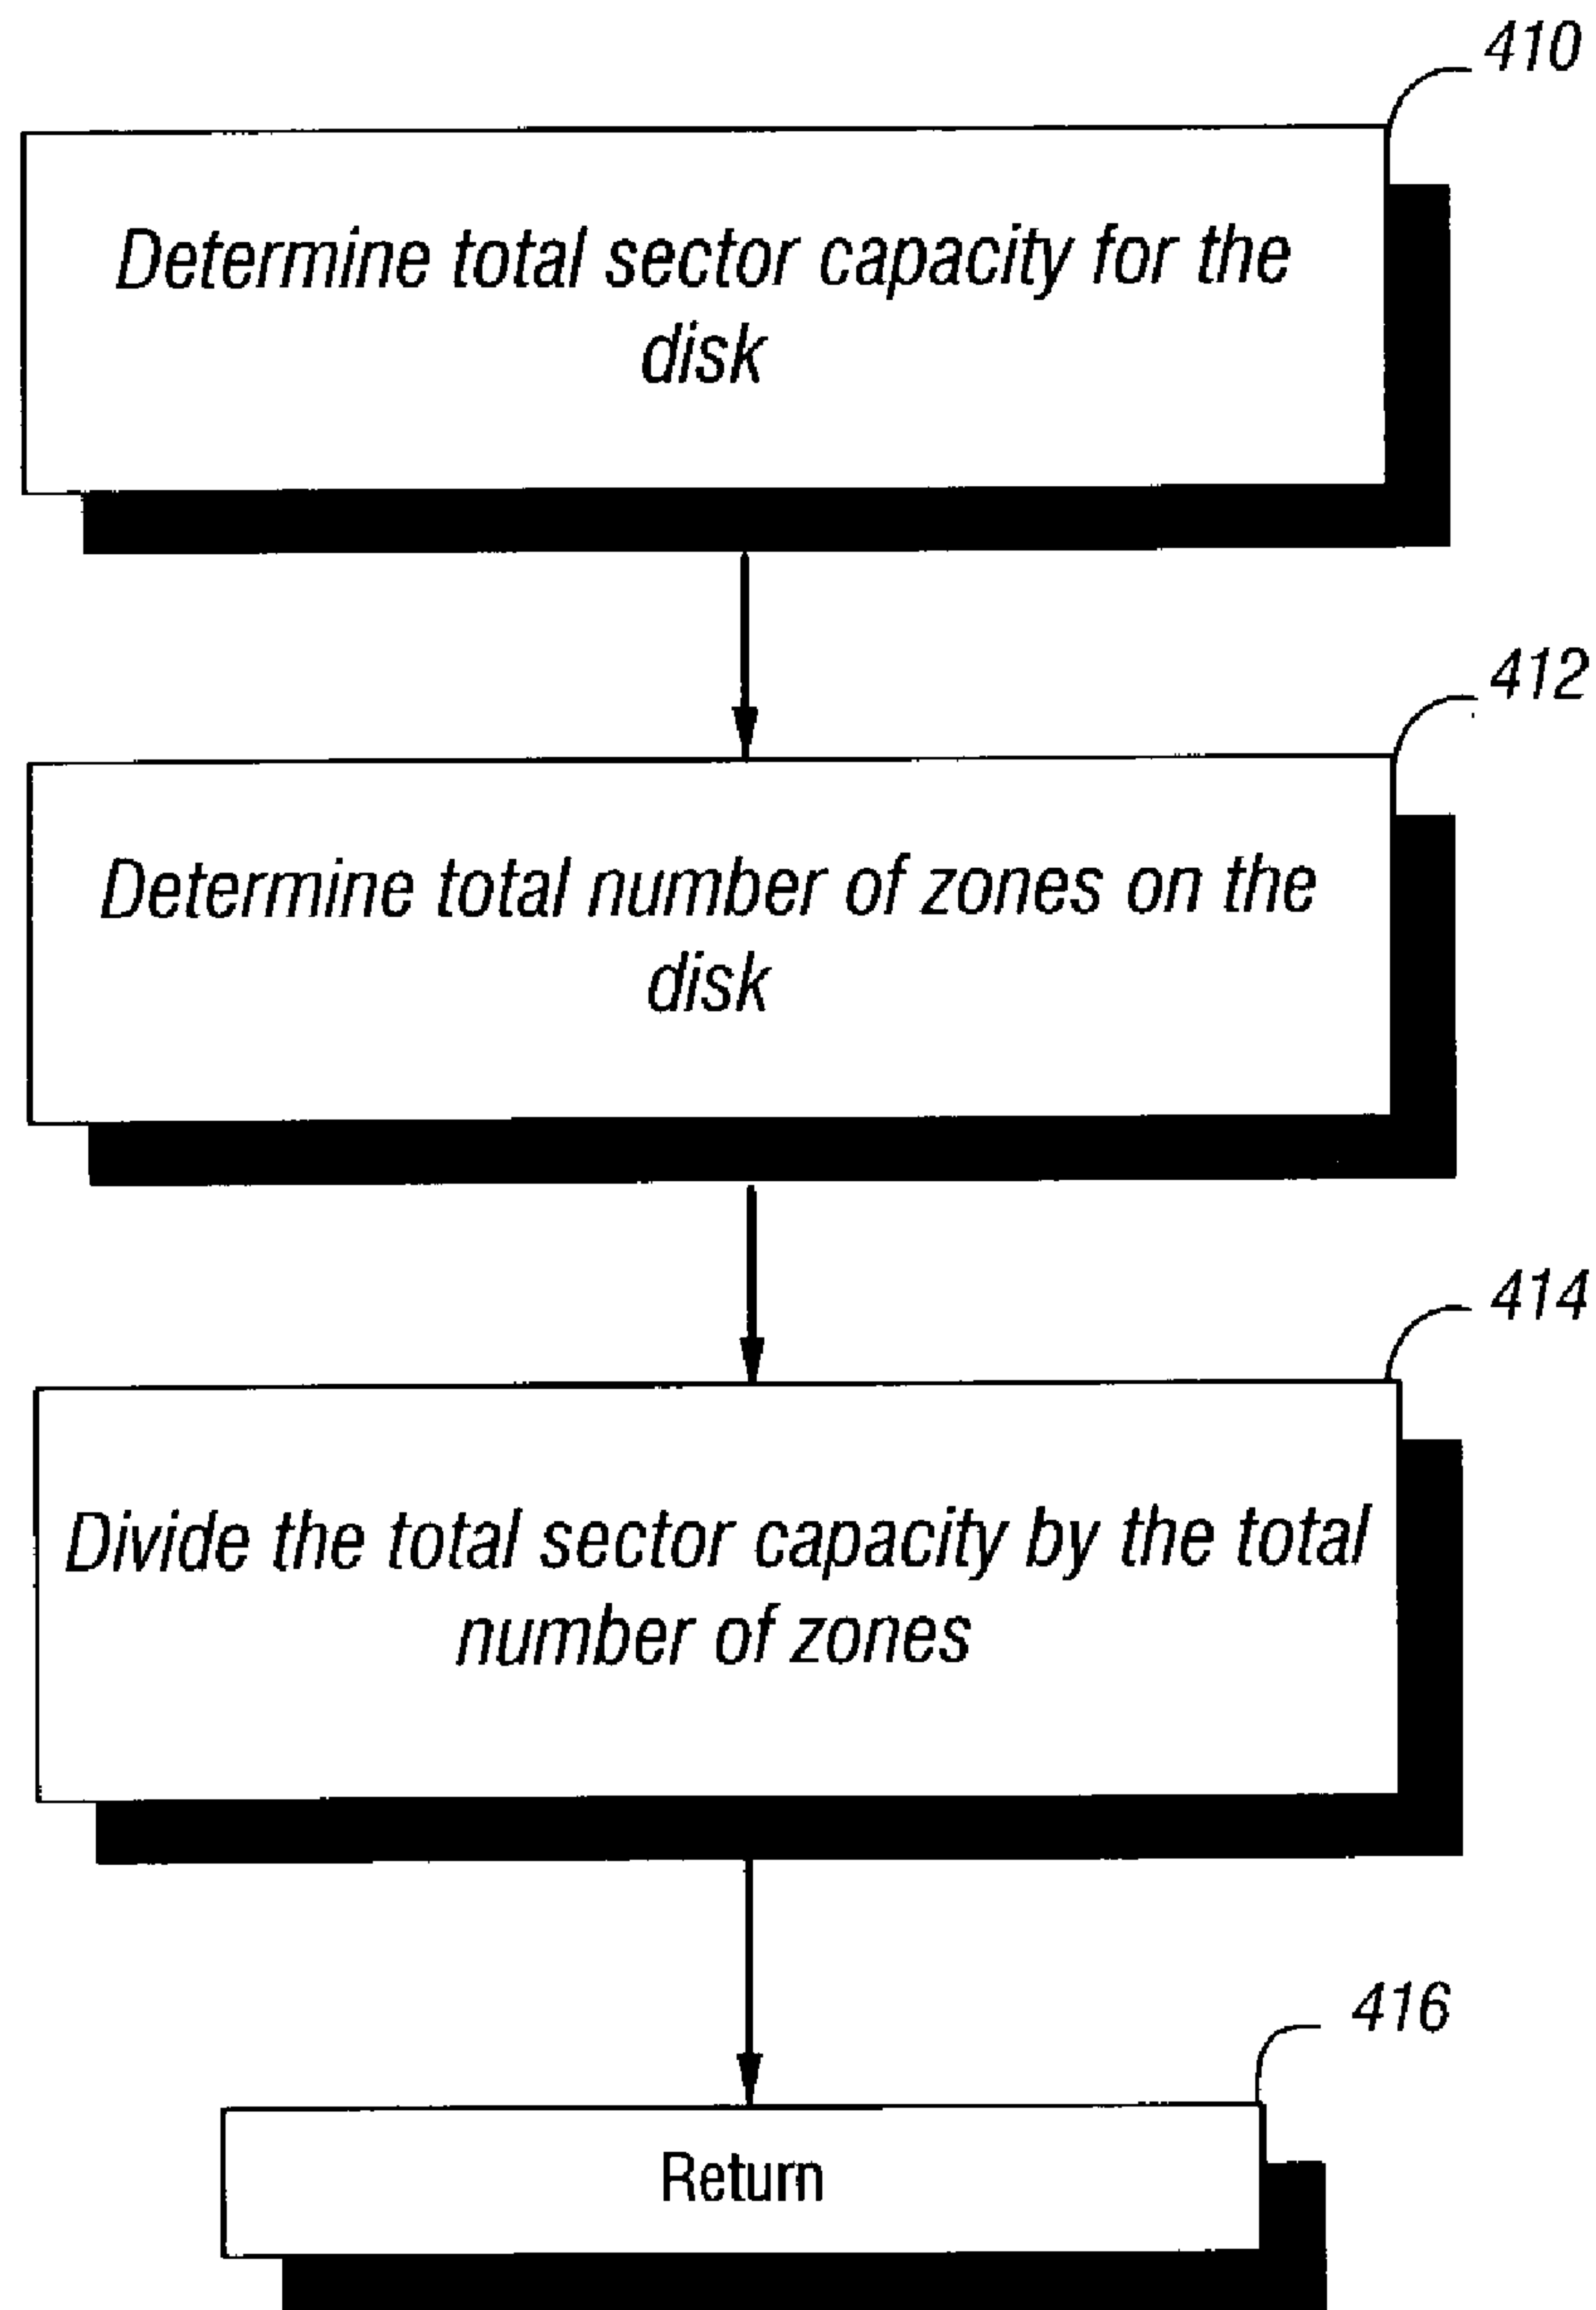 410
Determine total sector capacity for the
disk
412
Determine total number of zones on the
disk
414
Divide the total sector capacity by the total
number of zones
416
Return